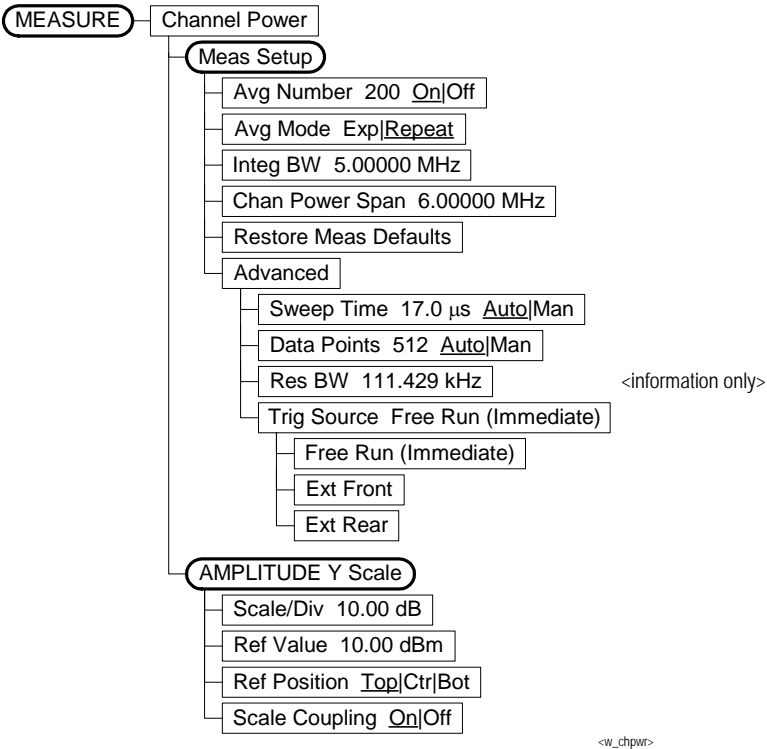 MEASURE Channel Power
Meas Setup
Avg Number 200 On|Off
Avg Mode Exp|Repeat
Integ BW 5.00000 MHz
Chan Power Span 6.00000 MHz
Restore Meas Defaults
Advanced
Sweep Time 17.0 μs Auto|Man
Data Points 512 Auto|Man
Res BW 111.429 kHz <information only>
Trig Source Free Run (Immediate)
Free Run (Immediate)
Ext Front
Ext Rear
AMPLITUDE Y Scale
Scale/Div 10.00 dB
Ref Value 10.00 dBm
Ref Position Top|Ctr|Bot
Scale Coupling On|Off
<w_chpwr>